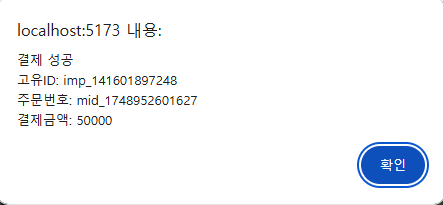 localhost:5173 내용:
결제 성공
고유ID: imp_141601897248
주문번호: mid_1748952601627
결제금액: 50000
확인